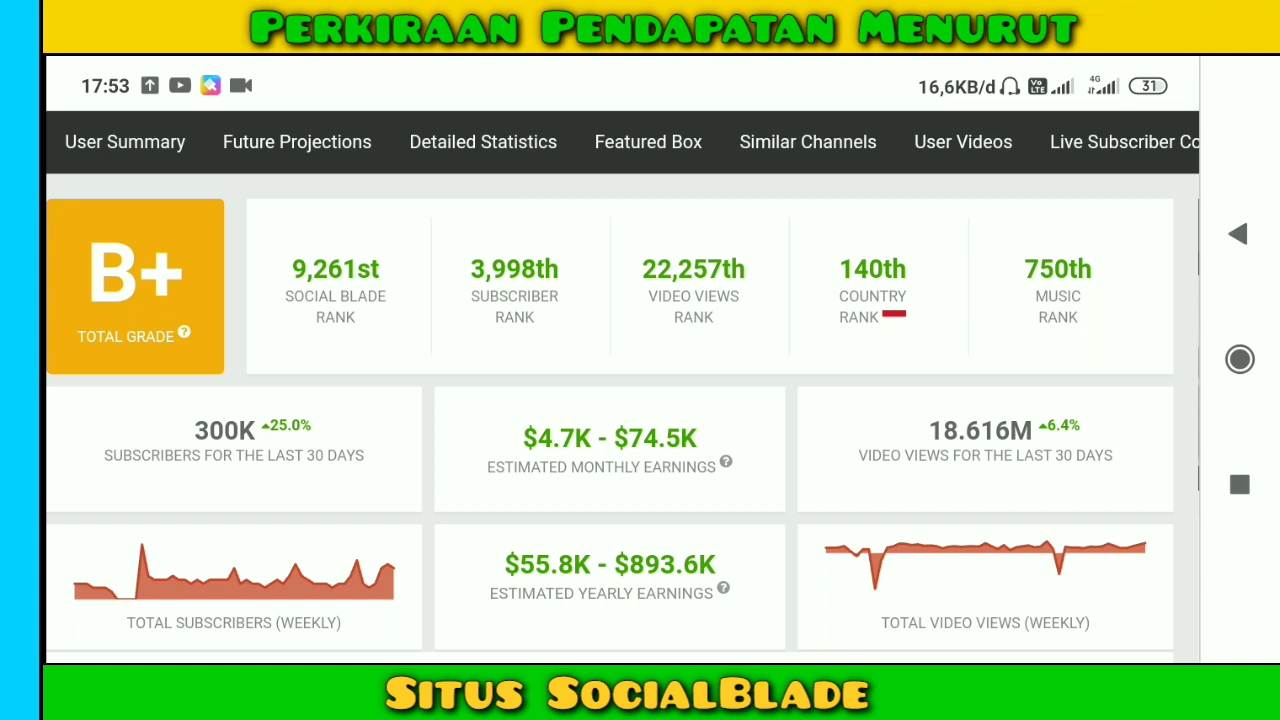 PERKIRAAN PENDAPATAN MENURUT
17:53
16,6KB/d
Vo LTE
4G
31
User Summary Future Projections Detailed Statistics Featured Box Similar Channels User Videos Live Subscriber Co
B+
TOTAL GRADE ?
9,261st
SOCIAL BLADE
RANK
3,998th
SUBSCRIBER
RANK
22,257th
VIDEO VIEWS
RANK
140th
COUNTRY
RANK
750th
MUSIC
RANK
300K 25.0%
SUBSCRIBERS FOR THE LAST 30 DAYS
$4.7K - $74.5K
ESTIMATED MONTHLY EARNINGS ?
18.616M 6.4%
VIDEO VIEWS FOR THE LAST 30 DAYS
TOTAL SUBSCRIBERS (WEEKLY)
$55.8K - $893.6K
ESTIMATED YEARLY EARNINGS ?
TOTAL VIDEO VIEWS (WEEKLY)
SITUS SOCIALBLADE